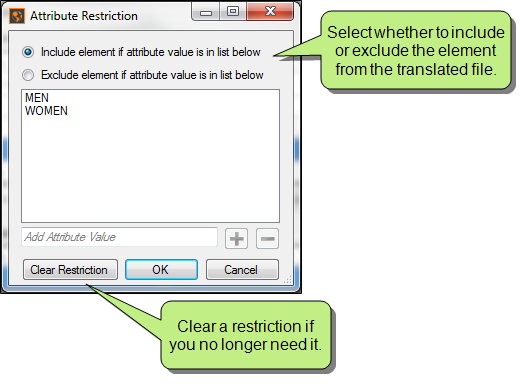 Attribute Restriction
Include element if attribute value is in list below
Exclude element if attribute value is in list below
MEN
WOMEN
Add Attribute Value
Clear Restriction
OK
Cancel
Select whether to include
or exclude the element
from the translated file.
Clear a restriction if
you no longer need it.